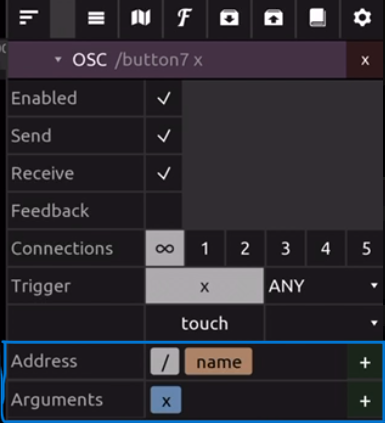 OSC /button7 x x
Enabled ✓
Send ✓
Receive ✓
Feedback
Connections ∞ 1 2 3 4 5
Trigger x ANY
touch
Address / name +
Arguments x +